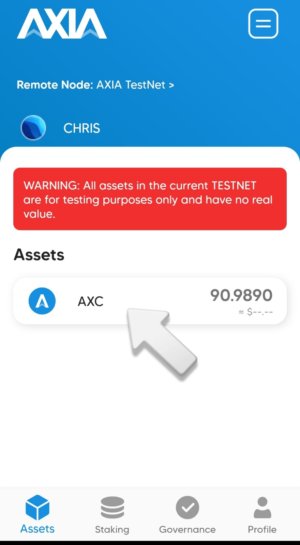 AXIA
Remote Node: AXIA TestNet >
CHRIS
WARNING: All assets in the current TESTNET
are for testing purposes only and have no real
value.
Assets
AXC 90.9890
≈ $--.--
Assets Staking Governance Profile